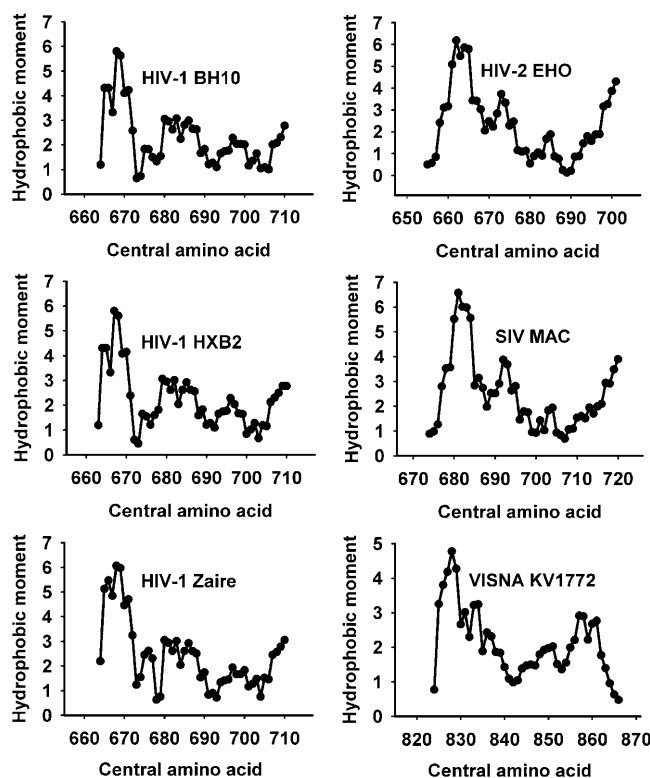 Hydrophobic moment
7
6
5
4
3
2
1
0
HIV-1 BH10
660 670 680 690 700 710
Central amino acid
Hydrophobic moment
7
6
5
4
3
2
1
0
HIV-2 EHO
650 660 670 680 690 700
Central amino acid
Hydrophobic moment
7
6
5
4
3
2
1
0
HIV-1 HXB2
660 670 680 690 700 710
Central amino acid
Hydrophobic moment
7
6
5
4
3
2
1
0
SIV MAC
670 680 690 700 710 720
Central amino acid
Hydrophobic moment
7
6
5
4
3
2
1
0
HIV-1 Zaire
660 670 680 690 700 710
Central amino acid
Hydrophobic moment
5
4
3
2
1
0
VISNA KV1772
820 830 840 850 860 870
Central amino acid